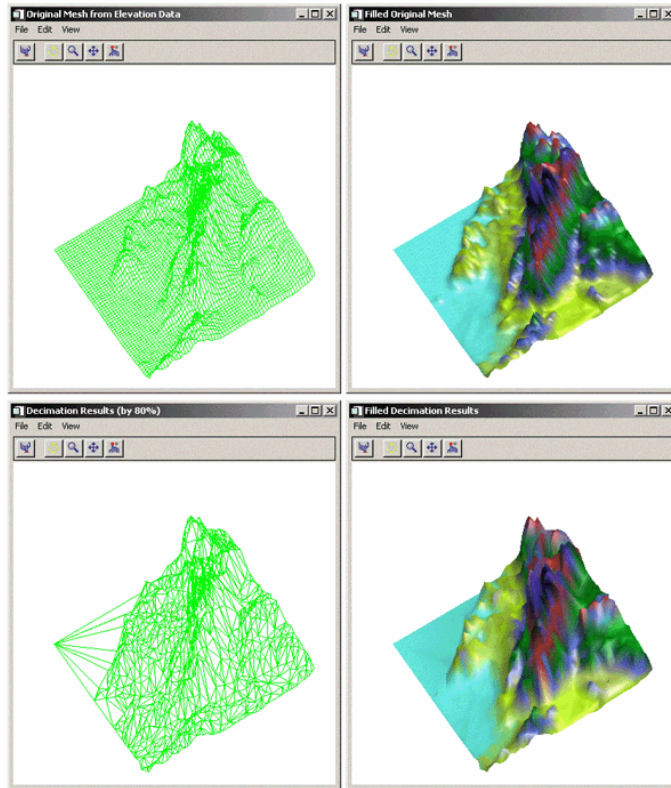 Original Mesh from Elevation Data
File Edit View
Filled Original Mesh
File Edit View
Decimation Results (by 80%)
File Edit View
Filled Decimation Results
File Edit View